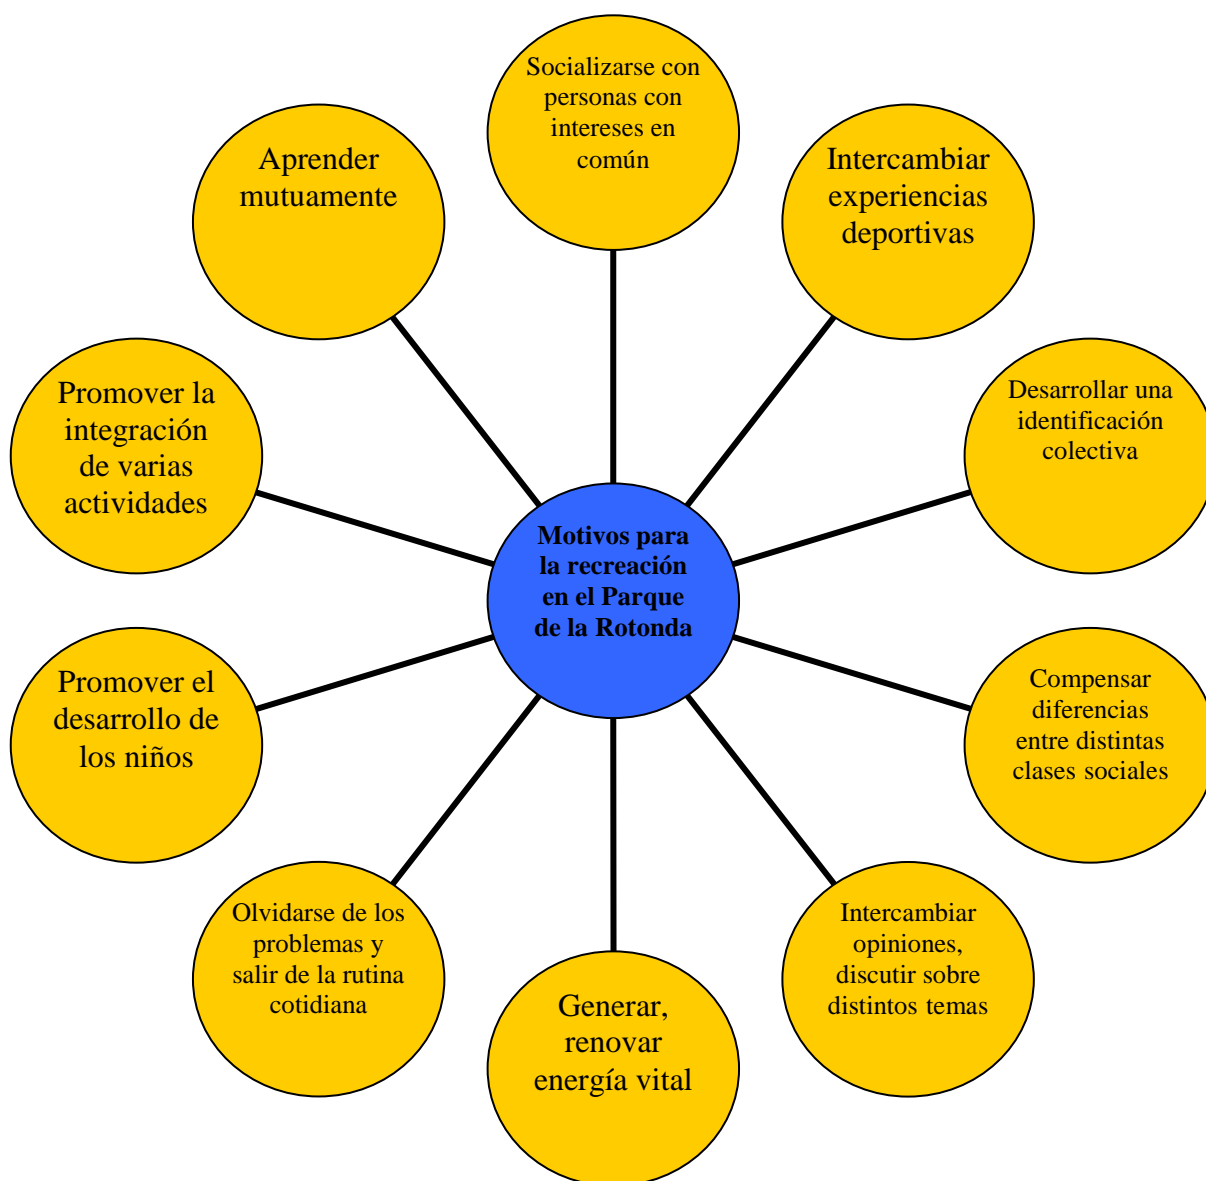 Socializarse con
personas con
intereses en
común
Intercambiar
experiencias
deportivas
Desarrollar una
identificación
colectiva
Compensar
diferencias
entre distintas
clases sociales
Intercambiar
opiniones,
discutir sobre
distintos temas
Generar,
renovar
energía vital
Olvidarse de los
problemas y
salir de la rutina
cotidiana
Promover el
desarrollo de
los niños
Promover la
integración
de varias
actividades
Aprender
mutuamente
Motivos para
la recreación
en el Parque
de la Rotonda